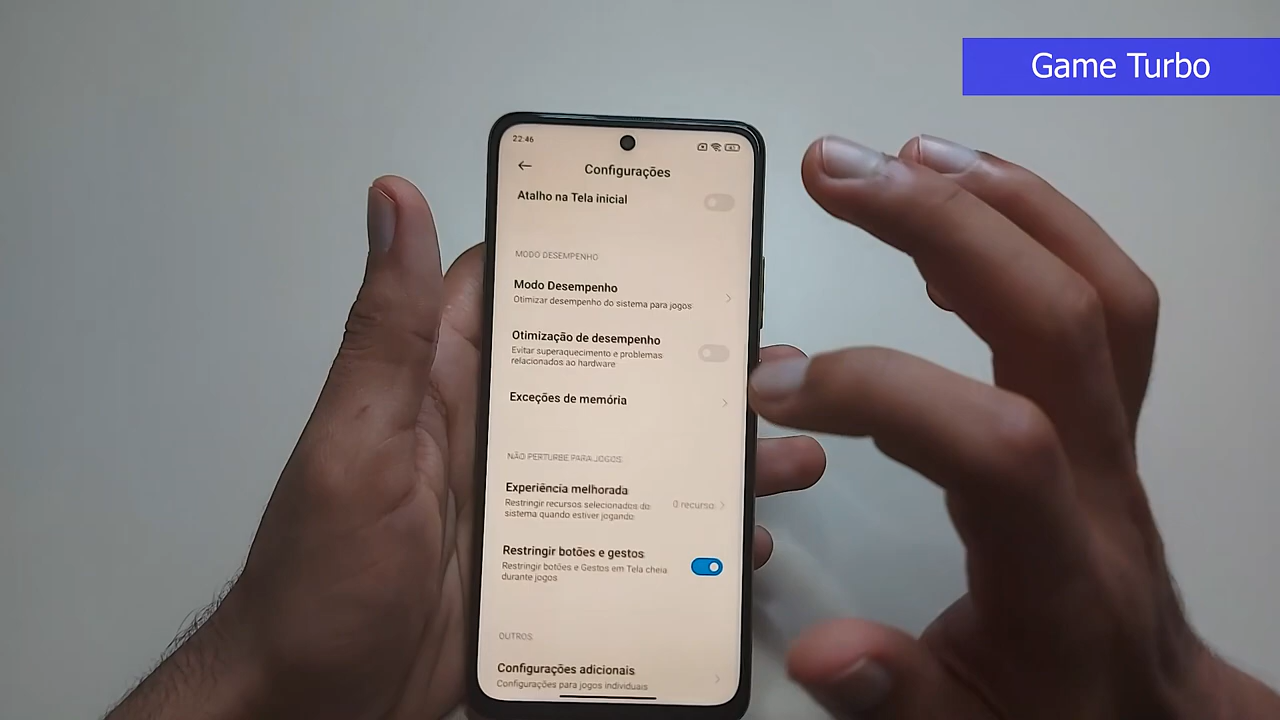 Game Turbo
22:46
Configurações
Atalho na Tela inicial
MODO DESEMPENHO
Modo Desempenho
Otimizar desempenho do sistema para jogos
Otimização de desempenho
Evitar superaquecimento e problemas
relacionados ao hardware
Exceções de memória
NÃO PERTURBE PARA JOGOS
Experiência melhorada
Restringir recursos selecionados do
sistema quando estiver jogando
0 recurso
Restringir botões e gestos
Restringir botões e Gestos em Tela cheia
durante jogos
OUTROS
Configurações adicionais
Configurações para jogos individuais